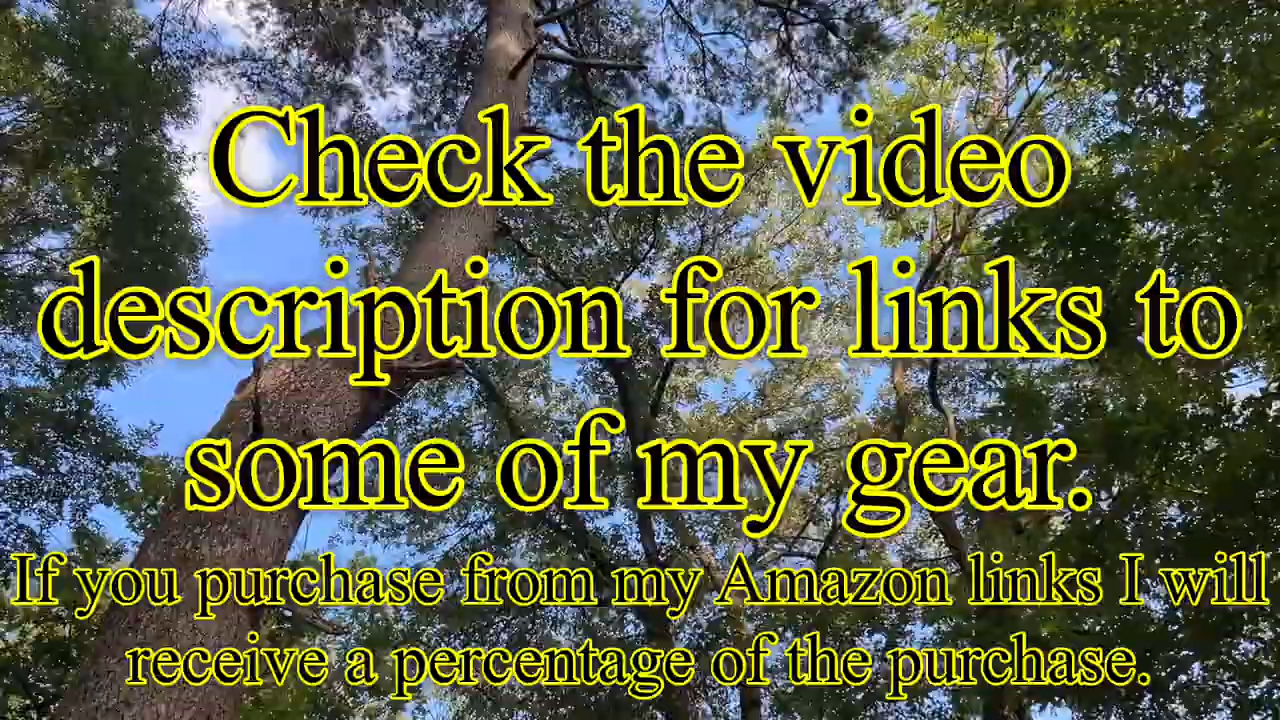 Check the video
description for links to
some of my gear.
If you purchase from my Amazon links I will
receive a percentage of the purchase.